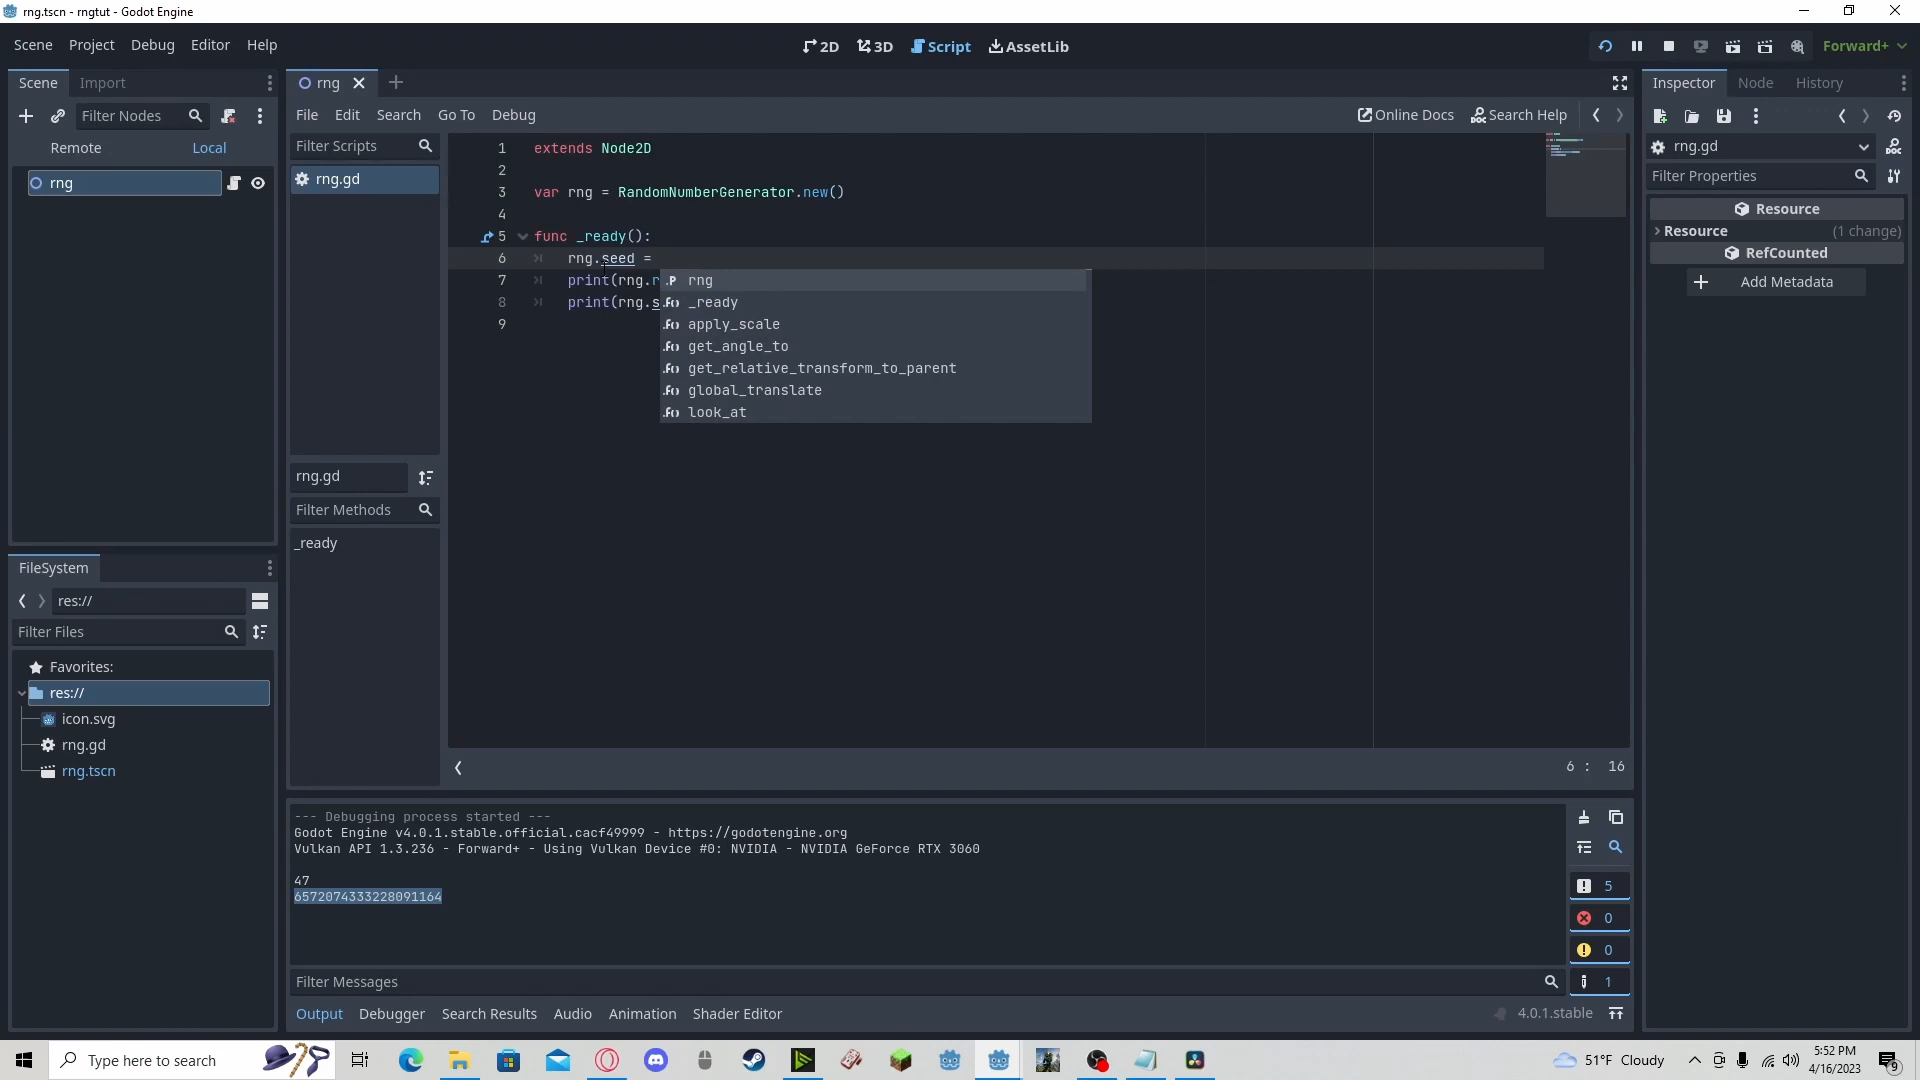 rng.tscn - rngtut - Godot Engine
Scene Project Debug Editor Help
2D 3D Script AssetLib
Forward+
Scene Import
rng
Inspector Node History
Filter Nodes
File Edit Search Go To Debug
Online Docs Search Help
Remote Local
Filter Scripts
rng.gd
rng
rng.gd
Filter Properties
Resource
Resource (1 change)
RefCounted
Add Metadata
1 extends Node2D
2
3 var rng = RandomNumberGenerator.new()
4
5 func _ready():
6 rng.seed =
7 print(rng.r
8 print(rng.s
9
rng
_ready
apply_scale
get_angle_to
get_relative_transform_to_parent
global_translate
look_at
rng.gd
Filter Methods
_ready
FileSystem
res://
Filter Files
Favorites:
res://
icon.svg
rng.gd
rng.tscn
6 : 16
--- Debugging process started ---
Godot Engine v4.0.1.stable.official.cacf49999 - https://godotengine.org
Vulkan API 1.3.236 - Forward+ - Using Vulkan Device #0: NVIDIA - NVIDIA GeForce RTX 3060
47
6572074333228091164
5
0
0
1
Filter Messages
Output Debugger Search Results Audio Animation Shader Editor
4.0.1.stable
Type here to search
51°F Cloudy
5:52 PM
4/16/2023
9